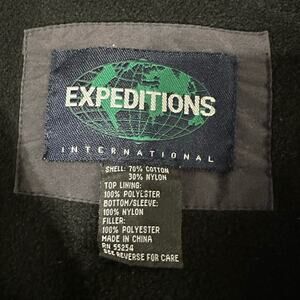 EXPEDITIONS
INTERNATIONAL
SHELL: 70% COTTON
30% NYLON
TOP LINING:
100% POLYESTER
BOTTOM/SLEEVE:
100% NYLON
FILLER:
100% POLYESTER
MADE IN CHINA
RN 55254
SEE REVERSE FOR CARE